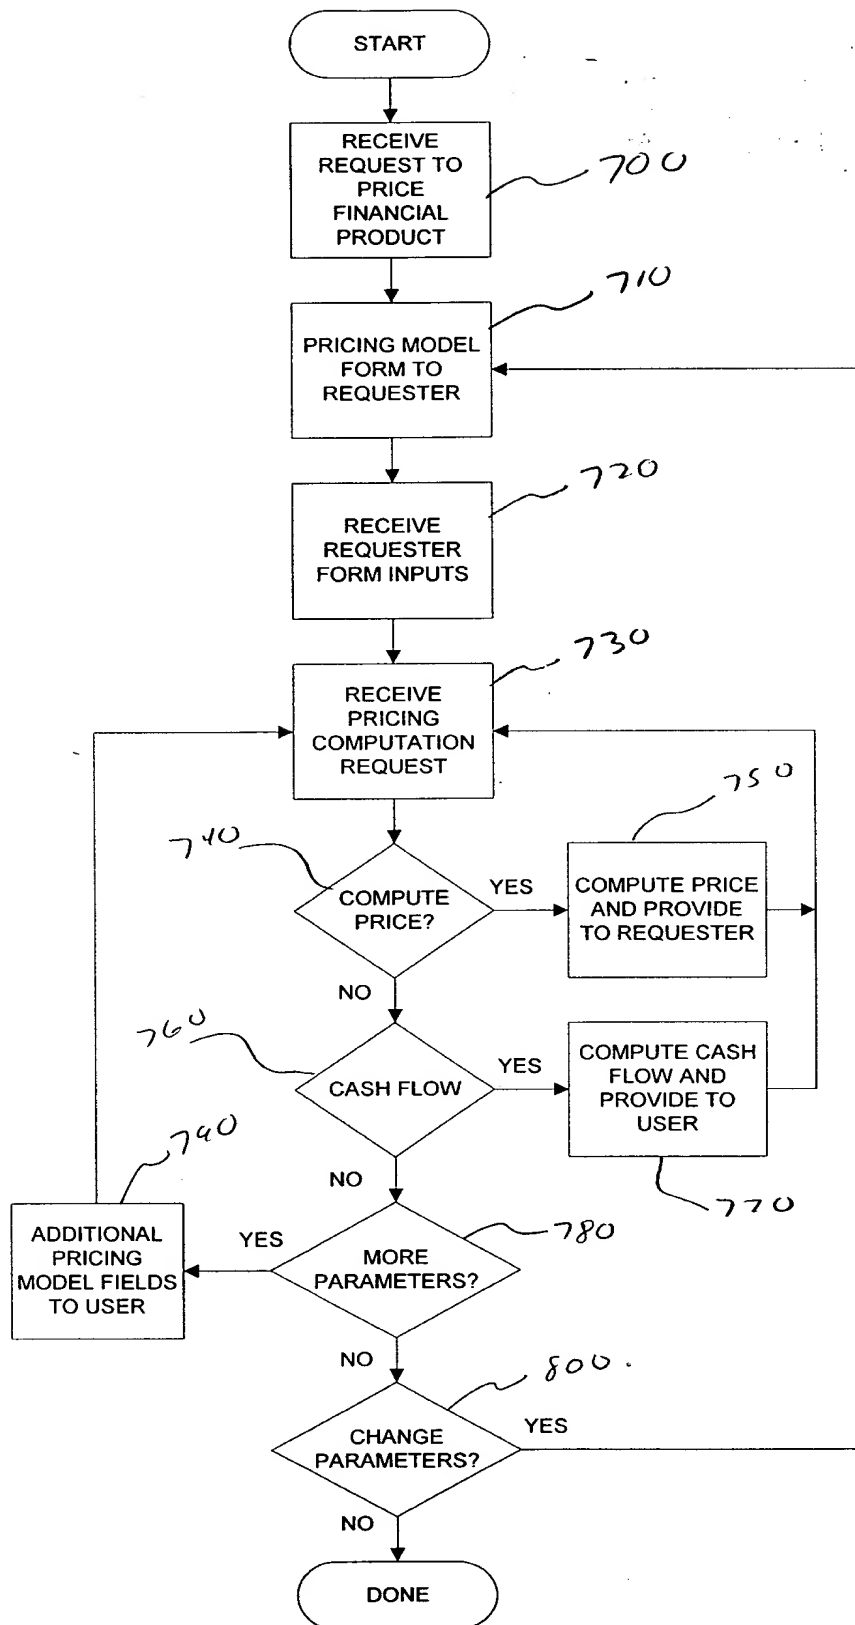 START
RECEIVE
REQUEST TO
PRICE
FINANCIAL
PRODUCT
700
PRICING MODEL
FORM TO
REQUESTER
710
RECEIVE
REQUESTER
FORM INPUTS
720
RECEIVE
PRICING
COMPUTATION
REQUEST
730
740
COMPUTE
PRICE?
YES
NO
COMPUTE PRICE
AND PROVIDE
TO REQUESTER
750
760
CASH FLOW
YES
NO
COMPUTE CASH
FLOW AND
PROVIDE TO
USER
770
MORE
PARAMETERS?
780
YES
NO
ADDITIONAL
PRICING
MODEL FIELDS
TO USER
790
CHANGE
PARAMETERS?
800.
YES
NO
DONE